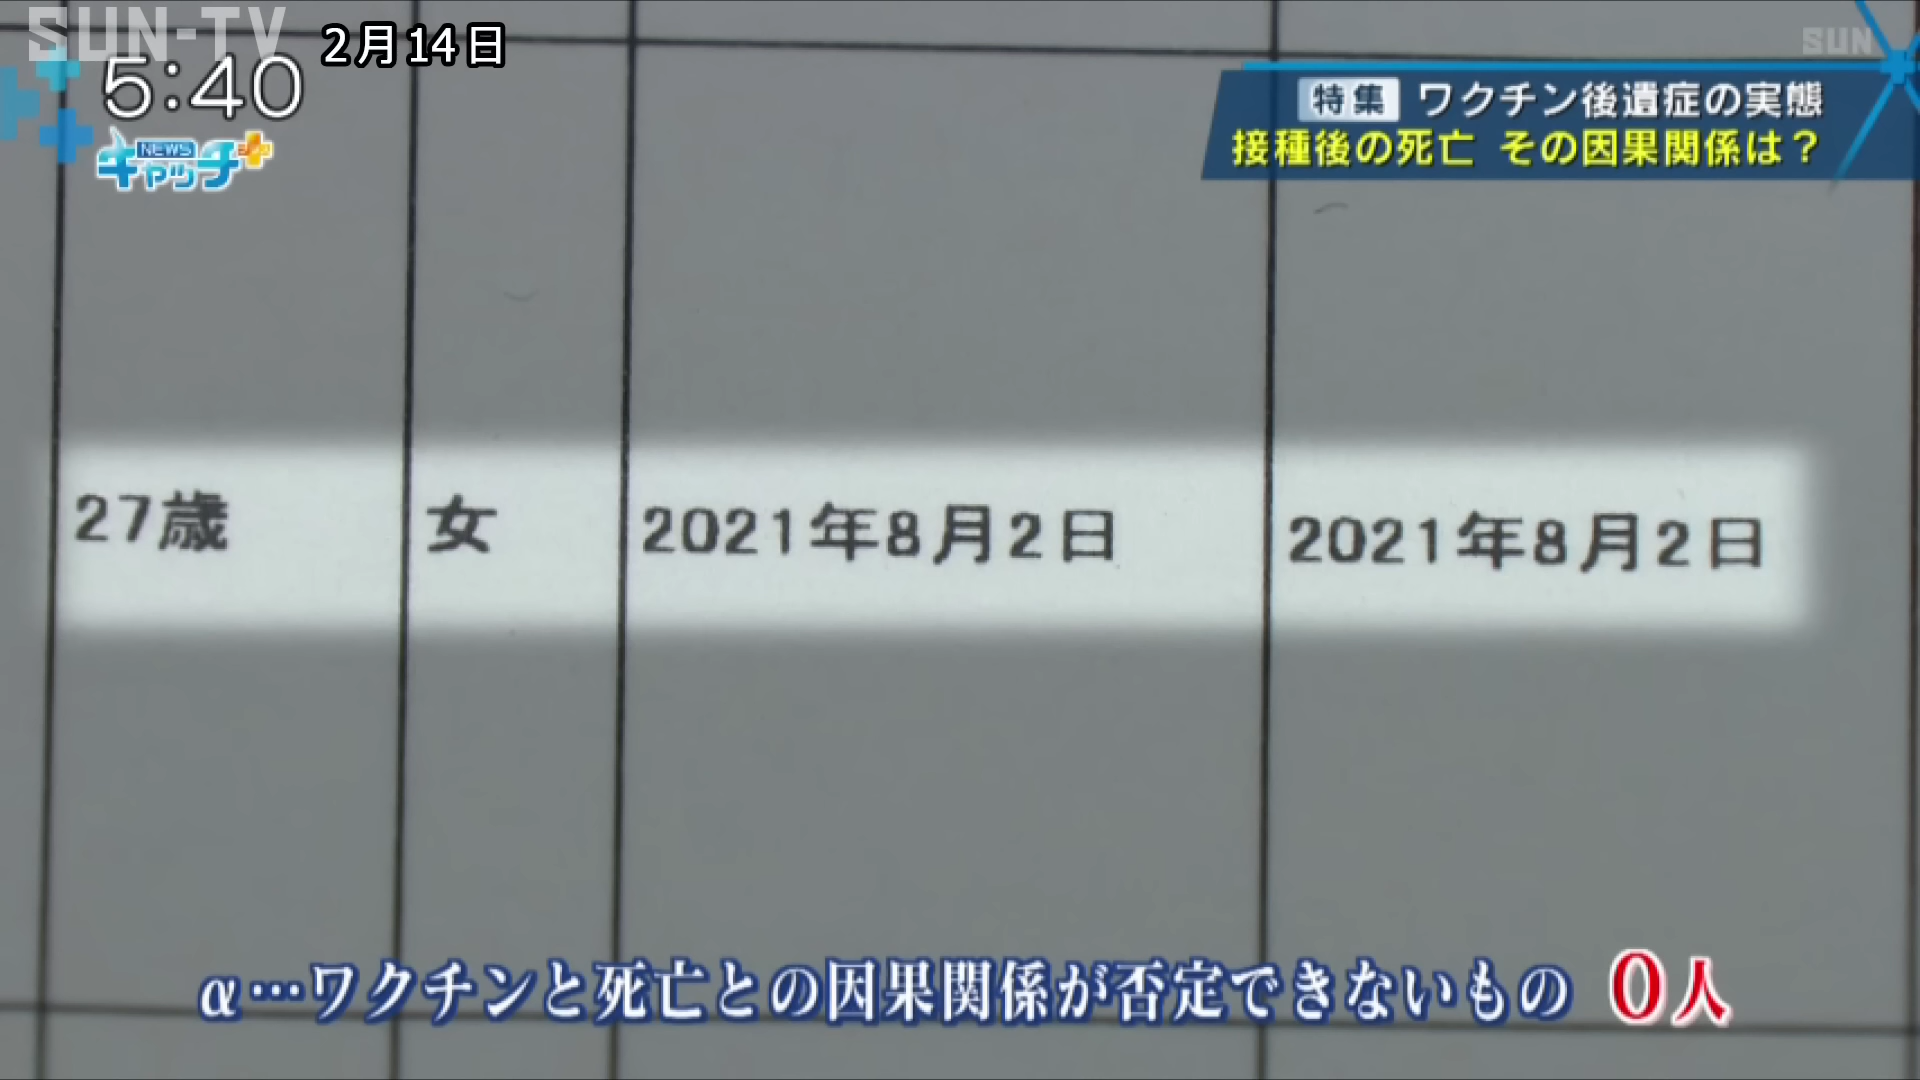 SUN-TV
2月14日
5:40
NEWS
キャッチ+
SUN
特集 ワクチン後遺症の実態
接種後の死亡 その因果関係は？
27歳 女 2021年8月2日 2021年8月2日
α…ワクチンと死亡との因果関係が否定できないもの 0人